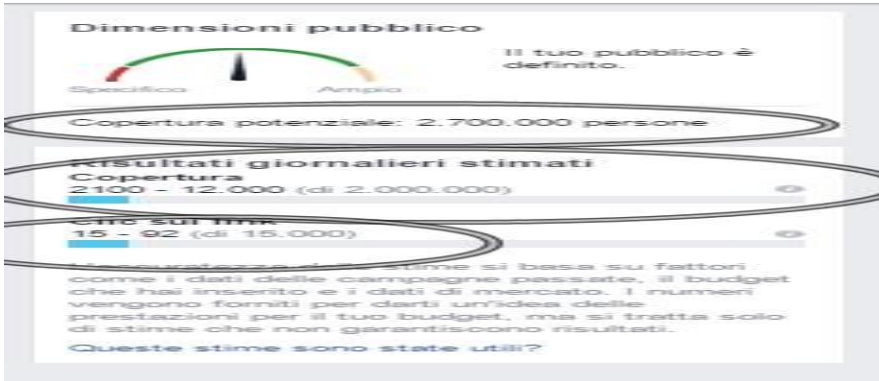 Dimensioni pubblico
Il tuo pubblico è
definito.
Specifico Ampio
Copertura potenziale: 2.700.000 persone
Risultati giornalieri stimati
Copertura
2100 - 12.000 (di 2.000.000)
Clic sul link
15 - 92 (di 15.000)
L'accuratezza delle stime si basa su fattori
come i dati delle campagne passate, il budget
che hai inserito e i dati di mercato. I numeri
vengono forniti per darti un'idea delle
prestazioni per il tuo budget, ma si tratta solo
di stime che non garantiscono risultati.
Queste stime sono state utili?